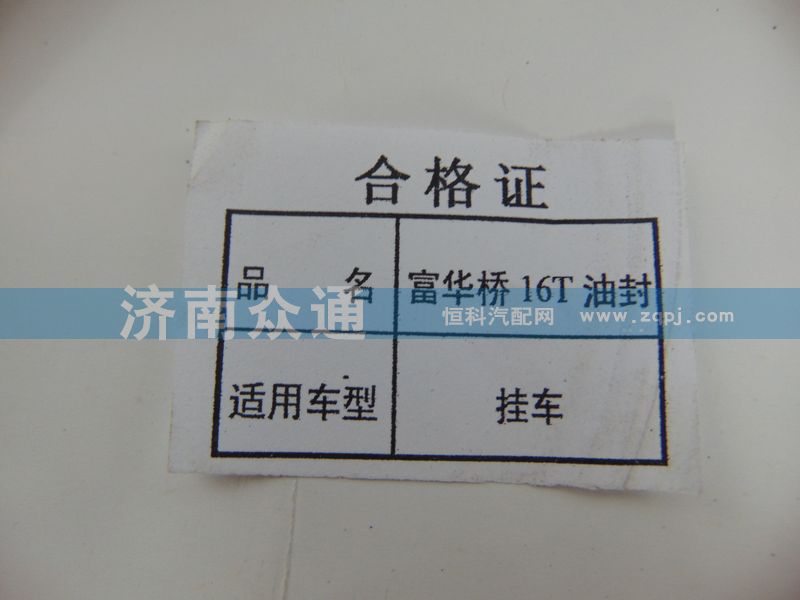 合格证
品 名 富华桥 16T 油封
济南众通 恒科汽配网 www.zqpj.com
适用车型 挂车